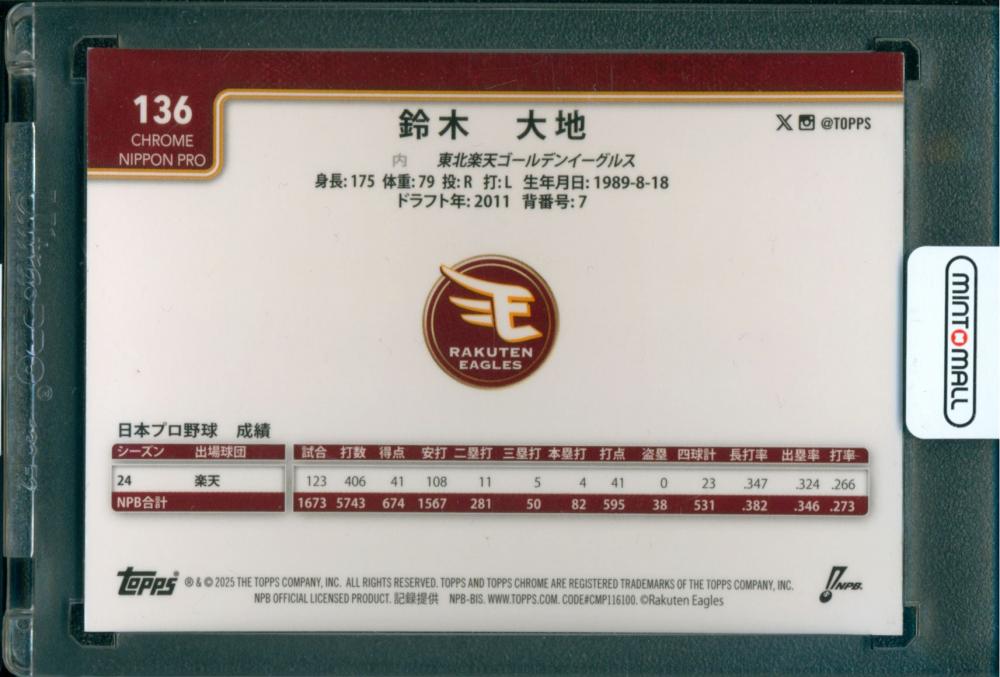 136
CHROME
NIPPON PRO
鈴木 大地
X @TOPPS
内 東北楽天ゴールデンイーグルス
身長: 175 体重: 79 投: R 打: L 生年月日: 1989-8-18
ドラフト年: 2011 背番号: 7
RAKUTEN
EAGLES
MINTOMALL
日本プロ野球 成績
シーズン 出場球団 試合 打数 得点 安打 二塁打 三塁打 本塁打 打点 盗塁 四球計 長打率 出塁率 打率
24 楽天 123 406 41 108 11 5 4 41 0 23 .347 .324 .266
NPB合計 1673 5743 674 1567 281 50 82 595 38 531 .382 .346 .273
Topps ® & © 2025 THE TOPPS COMPANY, INC. ALL RIGHTS RESERVED. TOPPS AND TOPPS CHROME ARE REGISTERED TRADEMARKS OF THE TOPPS COMPANY, INC.
NPB OFFICIAL LICENSED PRODUCT. 記録提供 NPB-BIS. WWW.TOPPS.COM. CODE#CMP116100. ©Rakuten Eagles
NPB.